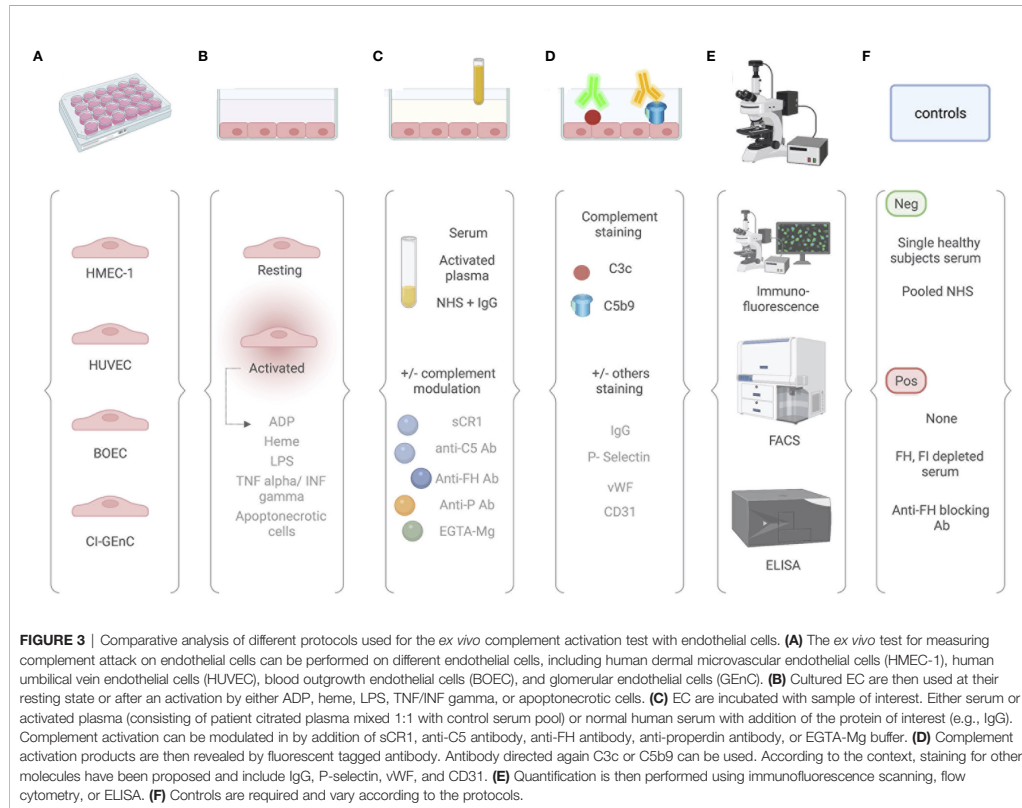 A
B
C
D
E
F
controls
HMEC-1
HUVEC
BOEC
CI-GEnC
Resting
Activated
ADP
Heme
LPS
TNF alpha/ INF
gamma
Apoptonecrotic
cells
Serum
Activated
plasma
NHS + IgG
+/- complement
modulation
sCR1
anti-C5 Ab
Anti-FH Ab
Anti-P Ab
EGTA-Mg
Complement
staining
C3c
C5b9
+/- others
staining
IgG
P- Selectin
vWF
CD31
Immuno-
fluorescence
FACS
ELISA
Neg
Single healthy
subjects serum
Pooled NHS
Pos
None
FH, FI depleted
serum
Anti-FH blocking
Ab
FIGURE 3 | Comparative analysis of different protocols used for the ex vivo complement activation test with endothelial cells. (A) The ex vivo test for measuring
complement attack on endothelial cells can be performed on different endothelial cells, including human dermal microvascular endothelial cells (HMEC-1), human
umbilical vein endothelial cells (HUVEC), blood outgrowth endothelial cells (BOEC), and glomerular endothelial cells (GEnC). (B) Cultured EC are then used at their
resting state or after an activation by either ADP, heme, LPS, TNF/INF gamma, or apoptonecrotic cells. (C) EC are incubated with sample of interest. Either serum or
activated plasma (consisting of patient citrated plasma mixed 1:1 with control serum pool) or normal human serum with addition of the protein of interest (e.g., IgG).
Complement activation can be modulated in by addition of sCR1, anti-C5 antibody, anti-FH antibody, anti-properdin antibody, or EGTA-Mg buffer. (D) Complement
activation products are then revealed by fluorescent tagged antibody. Antibody directed again C3c or C5b9 can be used. According to the context, staining for other
molecules have been proposed and include IgG, P-selectin, vWF, and CD31. (E) Quantification is then performed using immunofluorescence scanning, flow
cytometry, or ELISA. (F) Controls are required and vary according to the protocols.